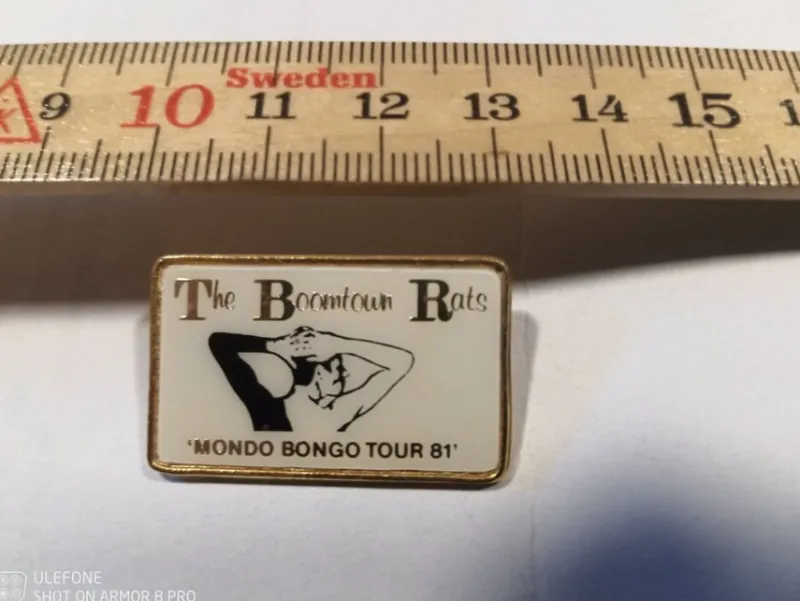 Sweden
9 10 11 12 13 14 15 1
The Boomtown Rats
'MONDO BONGO TOUR 81'
ULEFONE
SHOT ON ARMOR 8 PRO